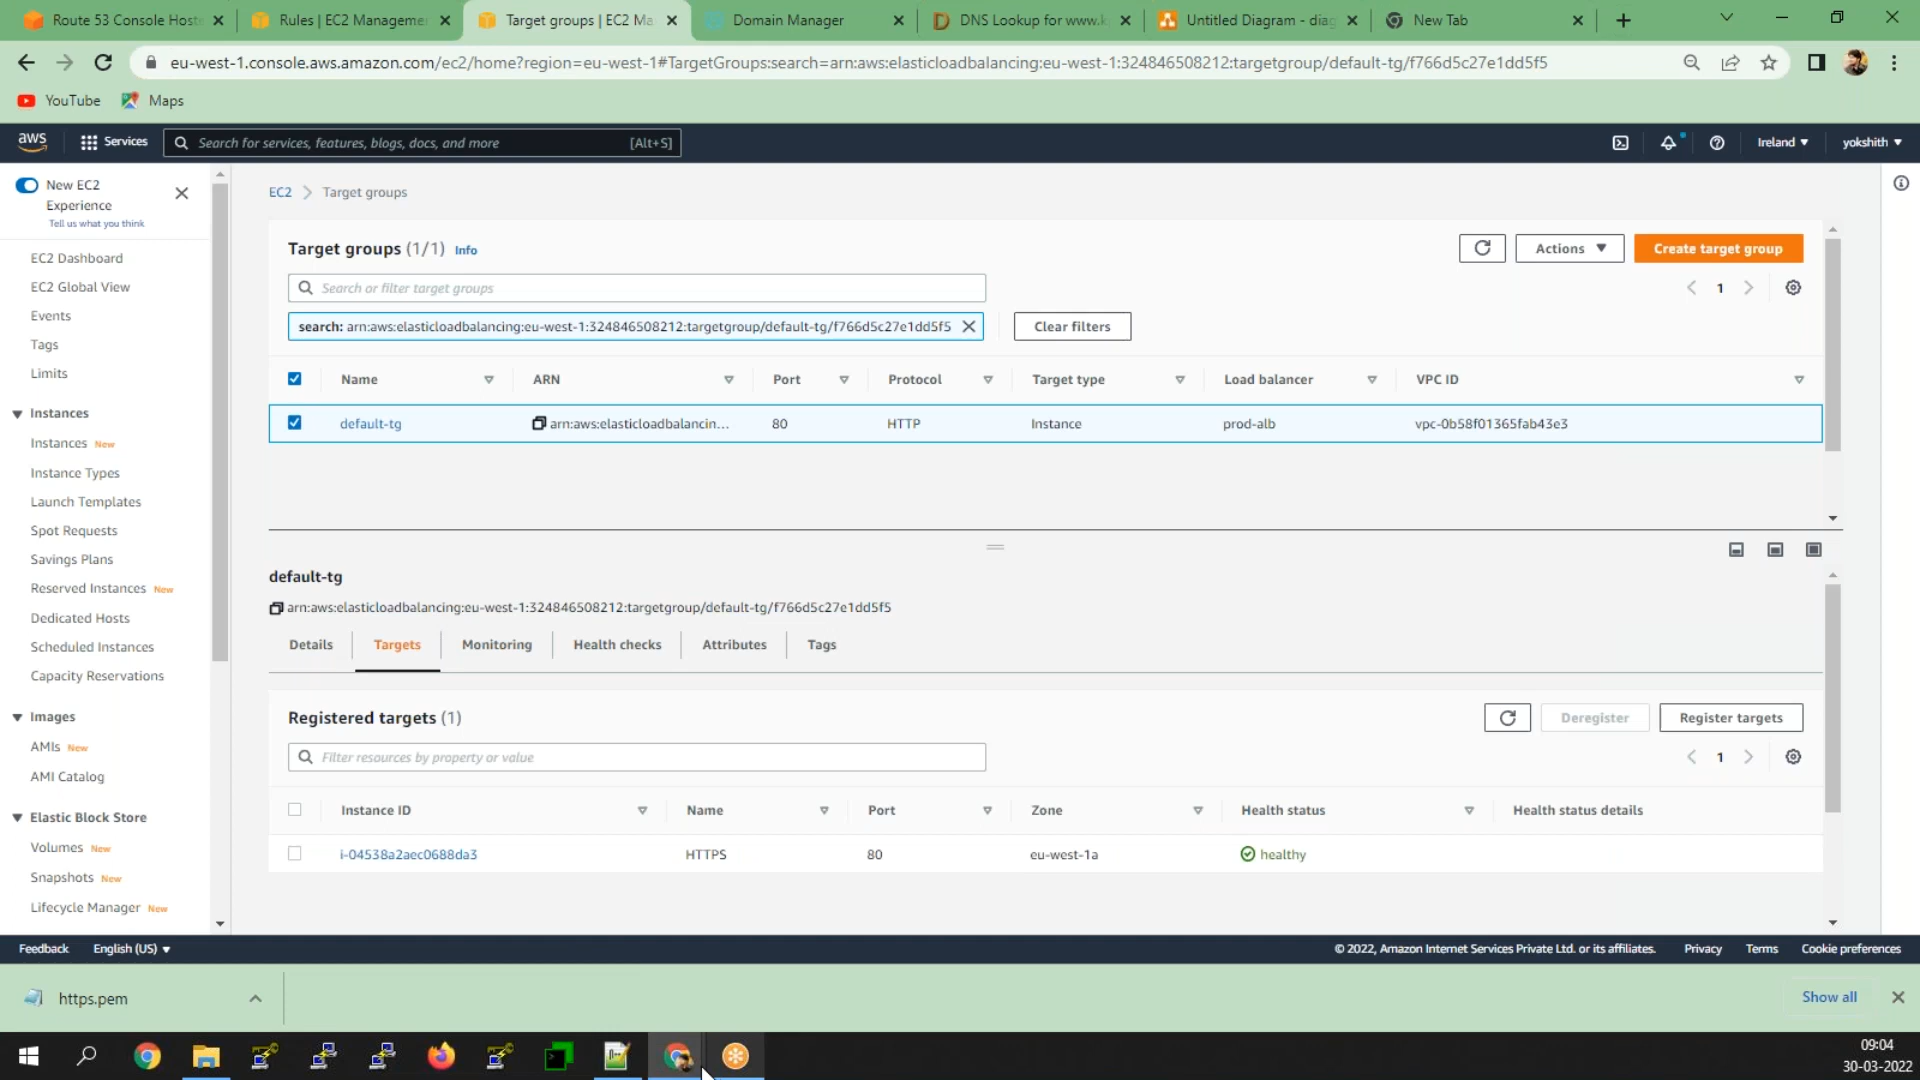 Route 53 Console Hoste
Rules | EC2 Manageme
Target groups | EC2 Ma
Domain Manager
DNS Lookup for www.k
Untitled Diagram - diag
New Tab
eu-west-1.console.aws.amazon.com/ec2/home?region=eu-west-1#TargetGroups:search=arn:aws:elasticloadbalancing:eu-west-1:324846508212:targetgroup/default-tg/f766d5c27e1dd5f5
YouTube
Maps
aws
Services
Search for services, features, blogs, docs, and more
[Alt+S]
Ireland
yokshith
New EC2
Experience
Tell us what you think
EC2 Dashboard
EC2 Global View
Events
Tags
Limits
Instances
Instances New
Instance Types
Launch Templates
Spot Requests
Savings Plans
Reserved Instances New
Dedicated Hosts
Scheduled Instances
Capacity Reservations
Images
AMIs New
AMI Catalog
Elastic Block Store
Volumes New
Snapshots New
Lifecycle Manager New
EC2 > Target groups
Target groups (1/1) Info
Actions
Create target group
Search or filter target groups
1
search: arn:aws:elasticloadbalancing:eu-west-1:324846508212:targetgroup/default-tg/f766d5c27e1dd5f5
Clear filters
Name ARN Port Protocol Target type Load balancer VPC ID
default-tg arn:aws:elasticloadbalancin... 80 HTTP Instance prod-alb vpc-0b58f01365fab43e3
default-tg
arn:aws:elasticloadbalancing:eu-west-1:324846508212:targetgroup/default-tg/f766d5c27e1dd5f5
Details Targets Monitoring Health checks Attributes Tags
Registered targets (1)
Deregister
Register targets
Filter resources by property or value
1
Instance ID Name Port Zone Health status Health status details
i-04538a2aec0688da3 HTTPS 80 eu-west-1a healthy
Feedback
English (US)
© 2022, Amazon Internet Services Private Ltd. or its affiliates.
Privacy
Terms
Cookie preferences
https.pem
Show all
09:04
30-03-2022